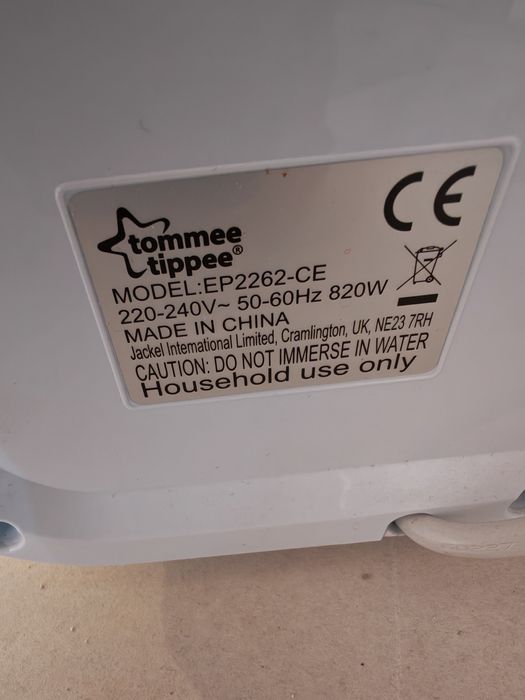 tommee
tippee®
CE
MODEL:EP2262-CE
220-240V~ 50-60Hz 820W
MADE IN CHINA
Jackel International Limited, Cramlington, UK, NE23 7RH
CAUTION: DO NOT IMMERSE IN WATER
Household use only